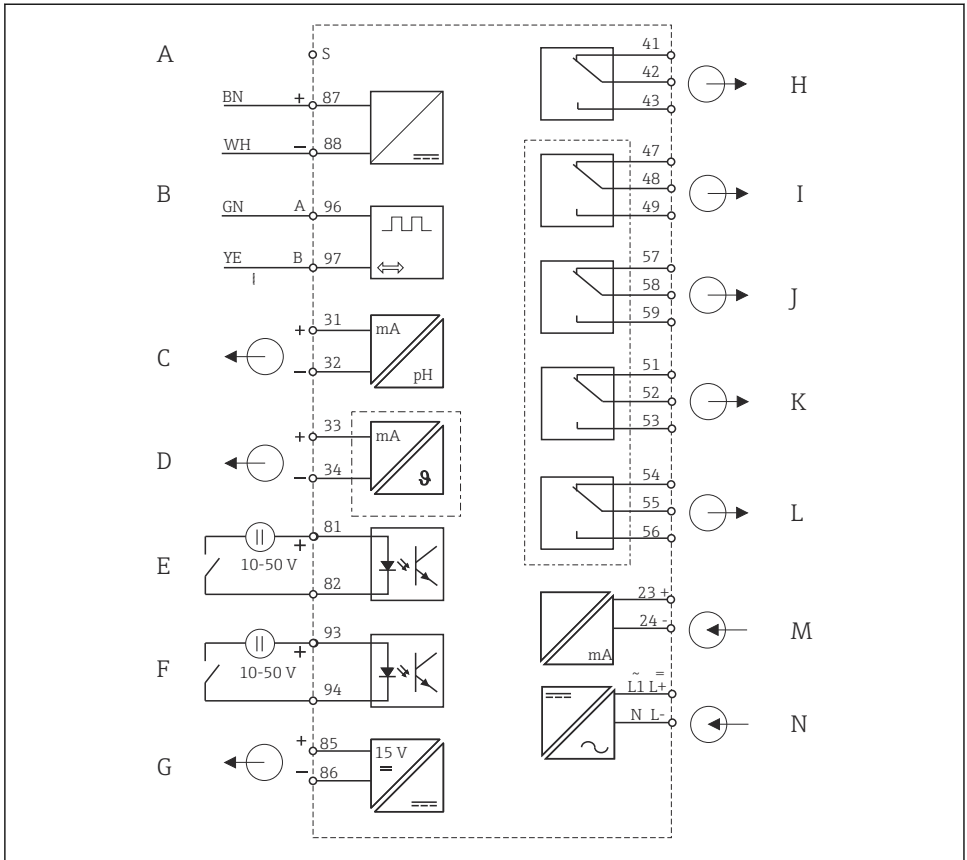 A
S
BN + 87
WH − 88
B
GN A 96
YE B 97
C
+ 31
− 32
mA
pH
D
+ 33
− 34
mA
ϑ
E
10-50 V
+ 81
82
F
10-50 V
93
+
94
G
+ 85
− 86
15 V
41
42
43
H
47
48
49
I
57
58
59
J
51
52
53
K
54
55
56
L
23 +
24 -
mA
M
~ =
L1 L+
N L-
N